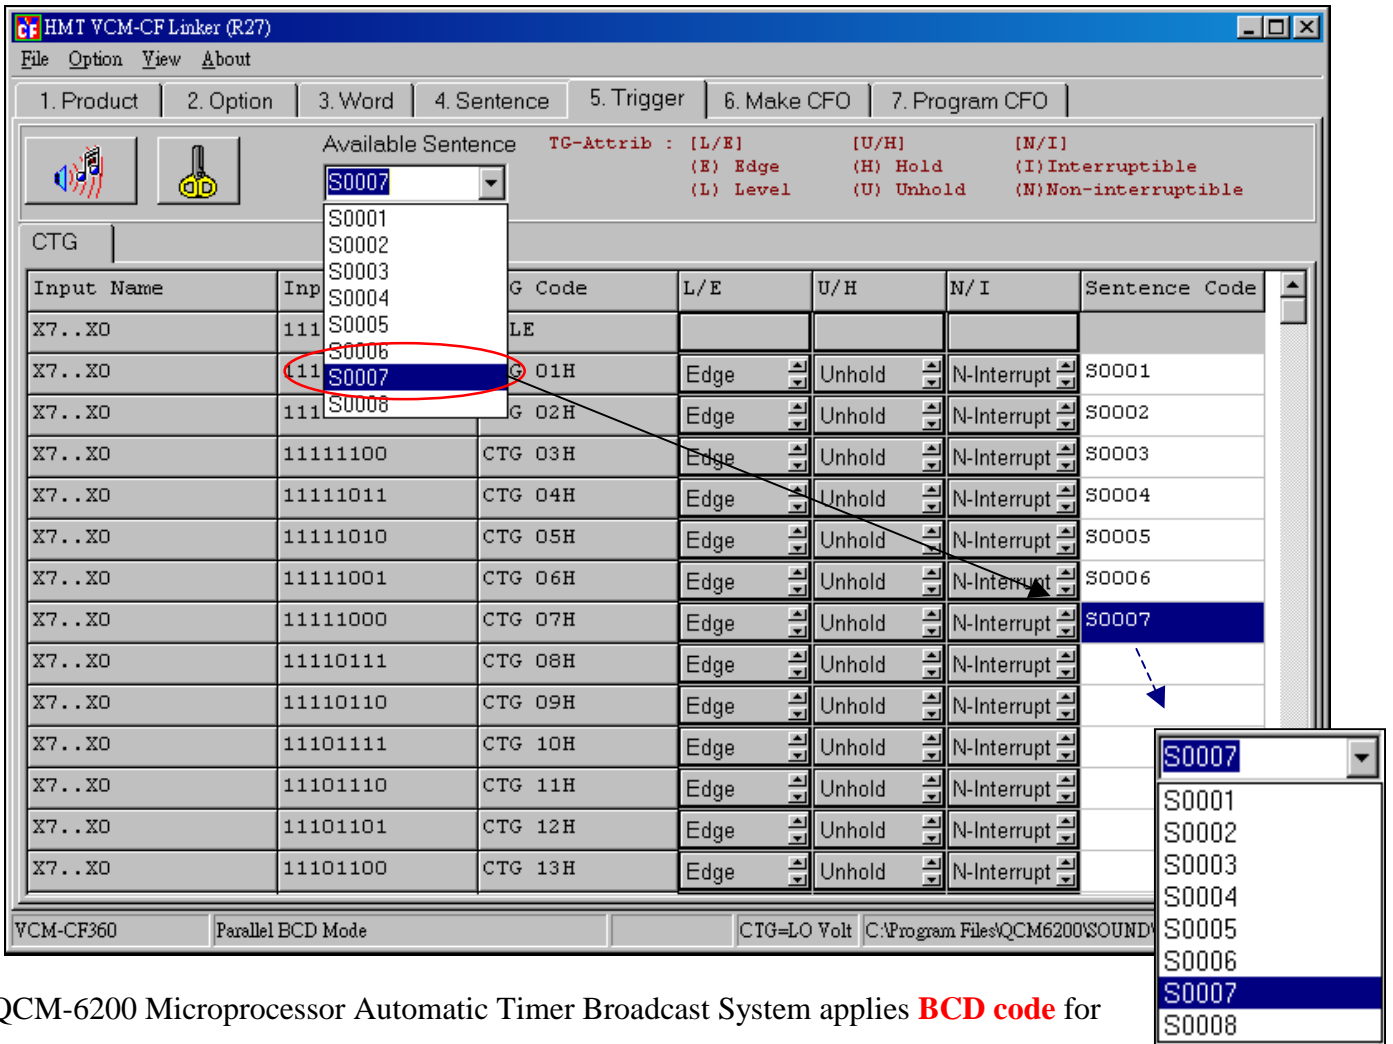 HMT VCM-CF Linker (R27)
File Option View About
1. Product 2. Option 3. Word 4. Sentence 5. Trigger 6. Make CFO 7. Program CFO
Available Sentence
S0007
S0001
S0002
S0003
S0004
S0005
S0006
S0007
S0008
TG-Attrib : [L/E] [U/H] [N/I]
(E) Edge (H) Hold (I)Interruptible
(L) Level (U) Unhold (N)Non-interruptible
CTG
Input Name Inp G Code L/E U/H N/I Sentence Code
X7..X0 111 LE
X7..X0 111 G 01H Edge Unhold N-Interrupt S0001
X7..X0 111 G 02H Edge Unhold N-Interrupt S0002
X7..X0 11111100 CTG 03H Edge Unhold N-Interrupt S0003
X7..X0 11111011 CTG 04H Edge Unhold N-Interrupt S0004
X7..X0 11111010 CTG 05H Edge Unhold N-Interrupt S0005
X7..X0 11111001 CTG 06H Edge Unhold N-Interrupt S0006
X7..X0 11111000 CTG 07H Edge Unhold N-Interrupt S0007
X7..X0 11110111 CTG 08H Edge Unhold N-Interrupt
X7..X0 11110110 CTG 09H Edge Unhold N-Interrupt
X7..X0 11101111 CTG 10H Edge Unhold N-Interrupt
X7..X0 11101110 CTG 11H Edge Unhold N-Interrupt
X7..X0 11101101 CTG 12H Edge Unhold N-Interrupt
X7..X0 11101100 CTG 13H Edge Unhold N-Interrupt
VCM-CF360 Parallel BCD Mode CTG=LO Volt C:\Program Files\QCM6200\SOUND\
S0007
S0001
S0002
S0003
S0004
S0005
S0006
S0007
S0008
QCM-6200 Microprocessor Automatic Timer Broadcast System applies BCD code for